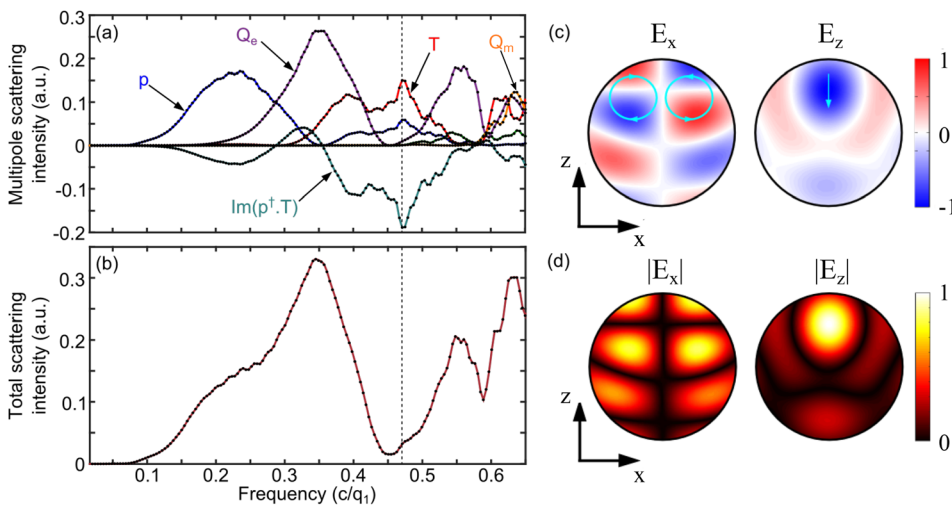 (a)
Multipole scattering
intensity (a.u.)
0.3
0.2
0.1
0
-0.1
-0.2
p
Qe
T
Qm
Im(p†.T)
(b)
Total scattering
intensity (a.u.)
0.3
0.2
0.1
0
0.1 0.2 0.3 0.4 0.5 0.6
Frequency (c/q1)
(c)
Ex Ez
1
0
-1
z
x
(d)
|Ex| |Ez|
1
0
z
x